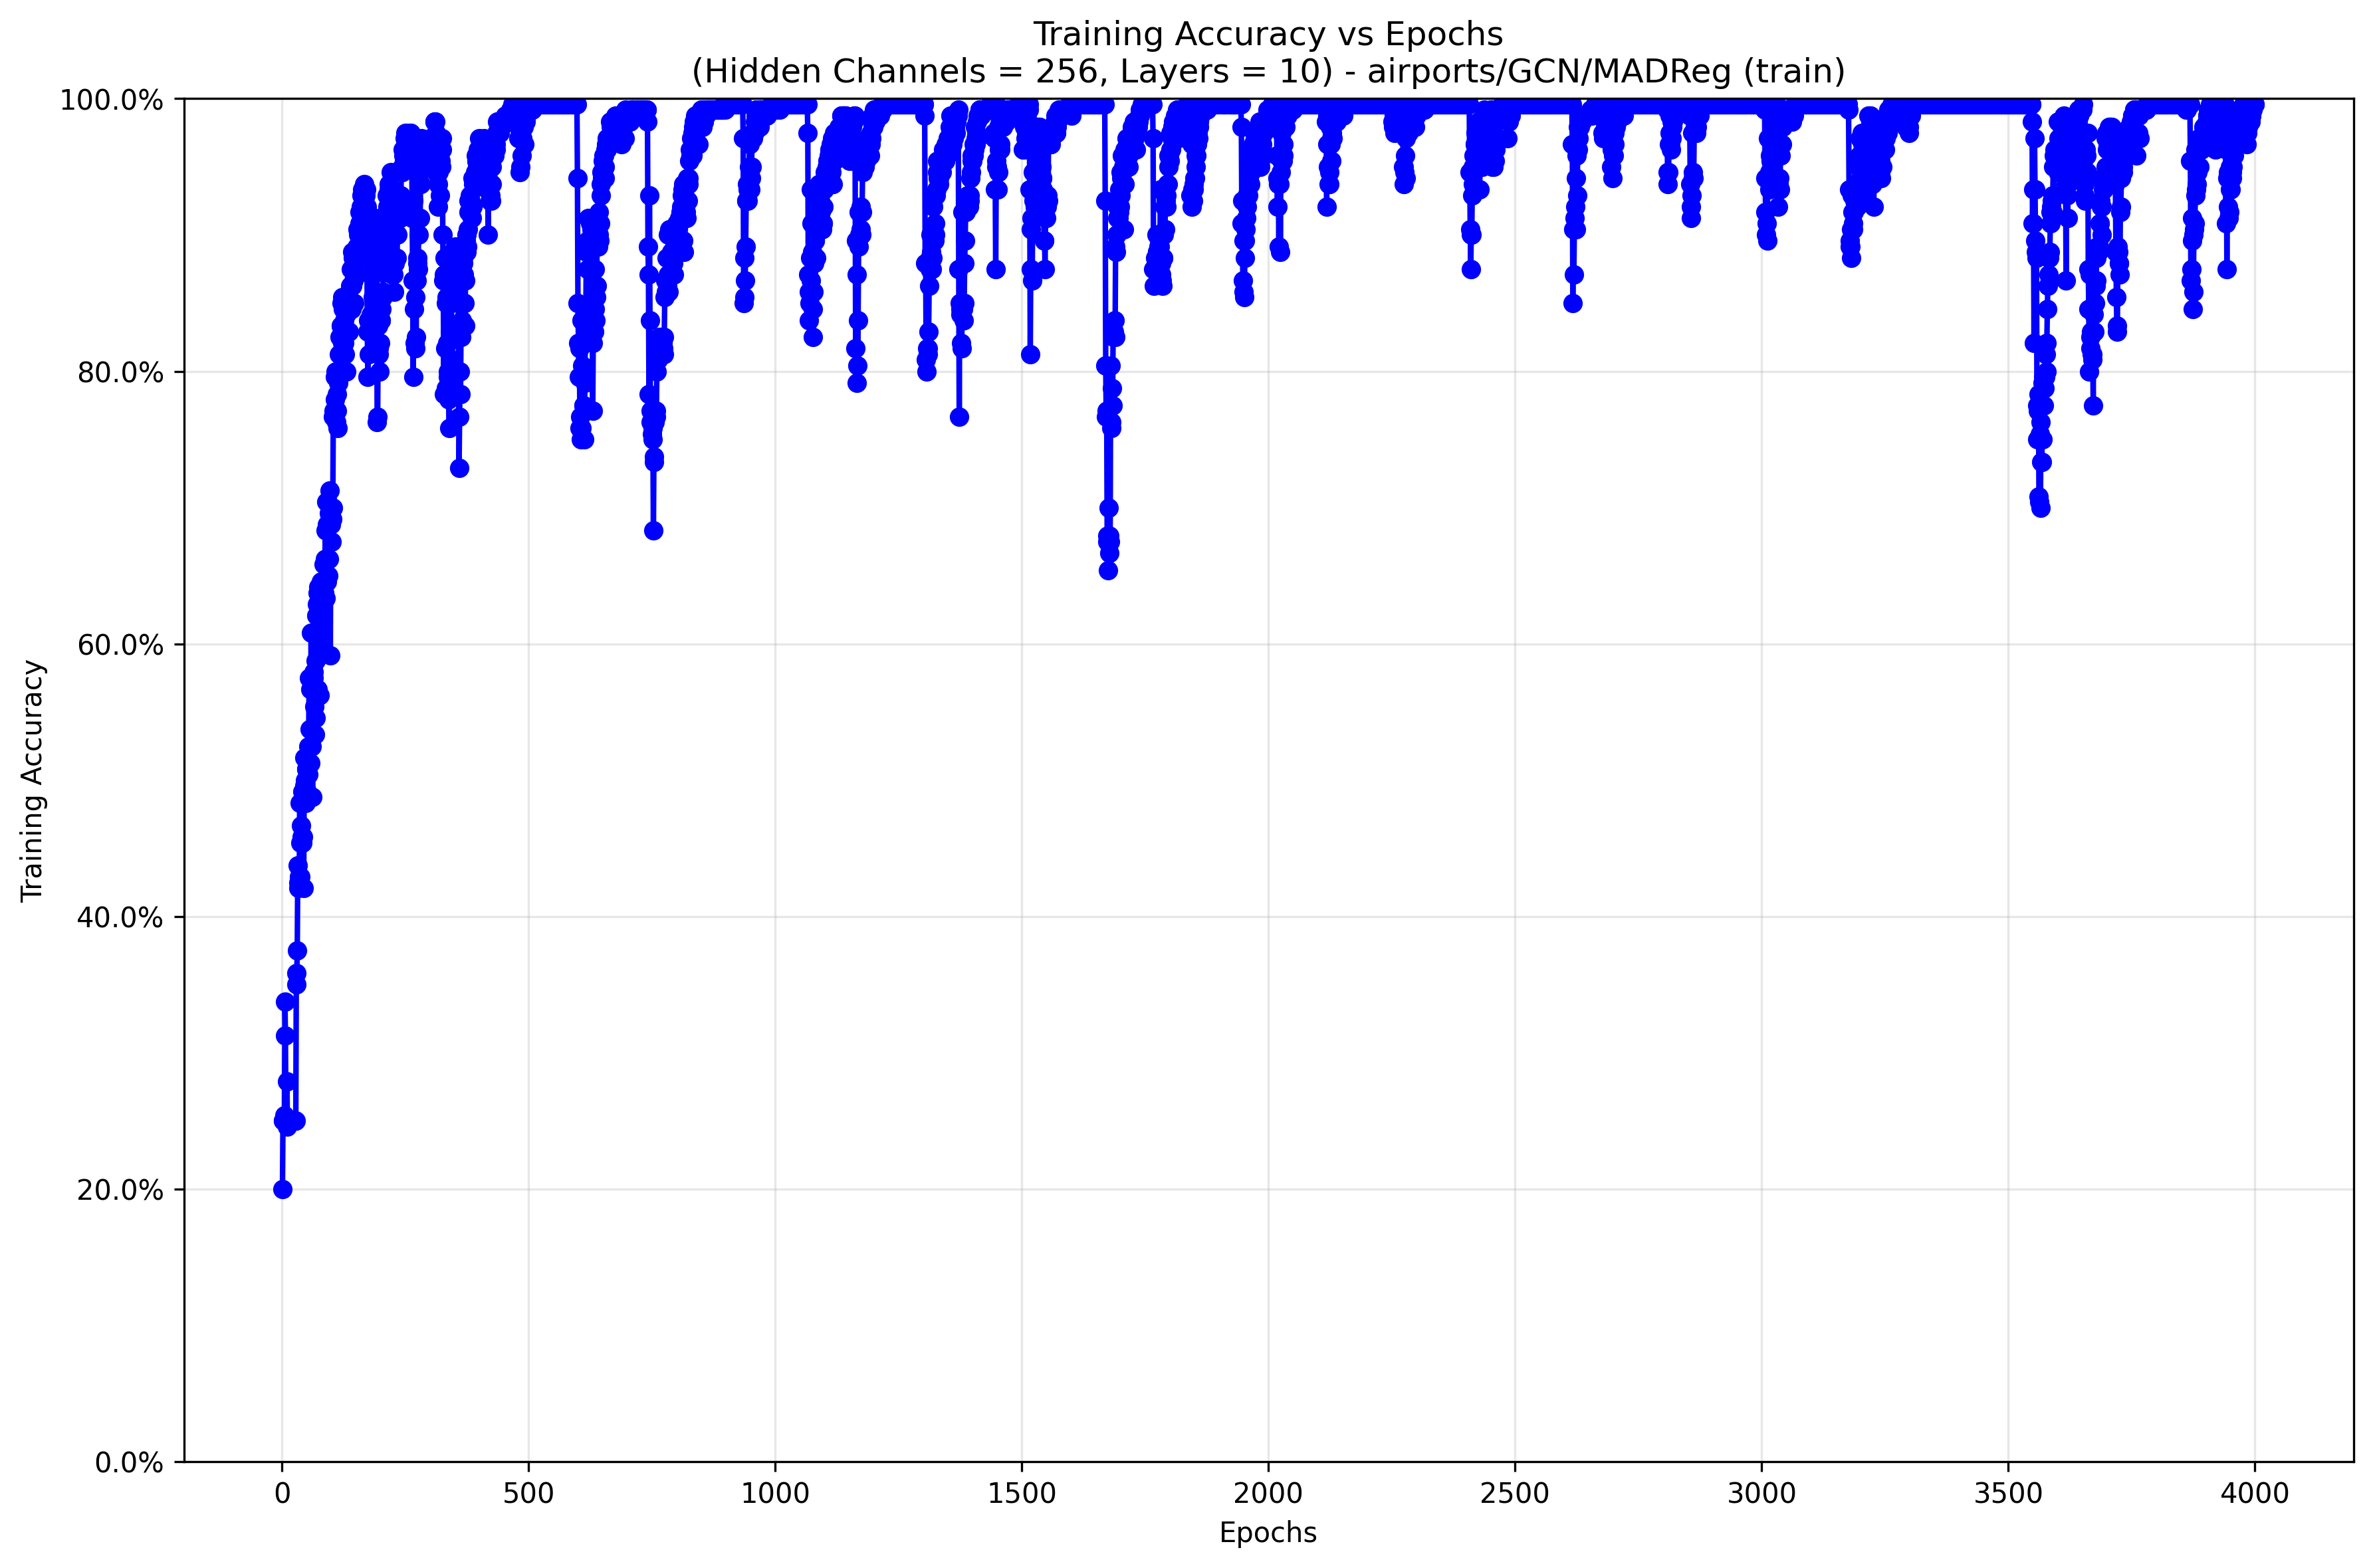 Training Accuracy vs Epochs
(Hidden Channels = 256, Layers = 10) - airports/GCN/MADReg (train)
100.0%
80.0%
60.0%
40.0%
20.0%
0.0%
Training Accuracy
0 500 1000 1500 2000 2500 3000 3500 4000
Epochs